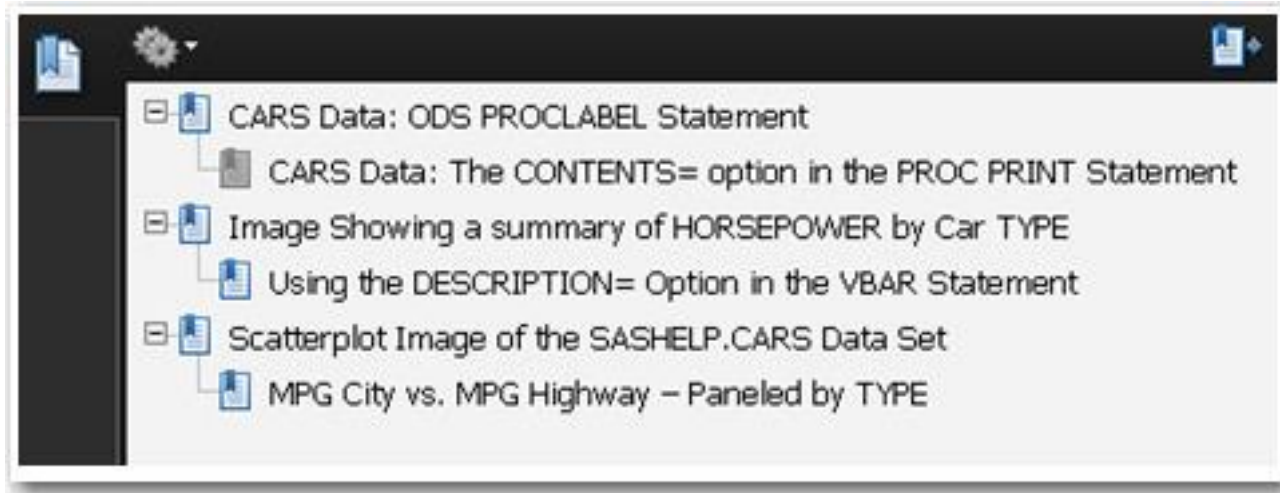 CARS Data: ODS PROCLABEL Statement
CARS Data: The CONTENTS= option in the PROC PRINT Statement
Image Showing a summary of HORSEPOWER by Car TYPE
Using the DESCRIPTION= Option in the VBAR Statement
Scatterplot Image of the SASHELP.CARS Data Set
MPG City vs. MPG Highway – Paneled by TYPE